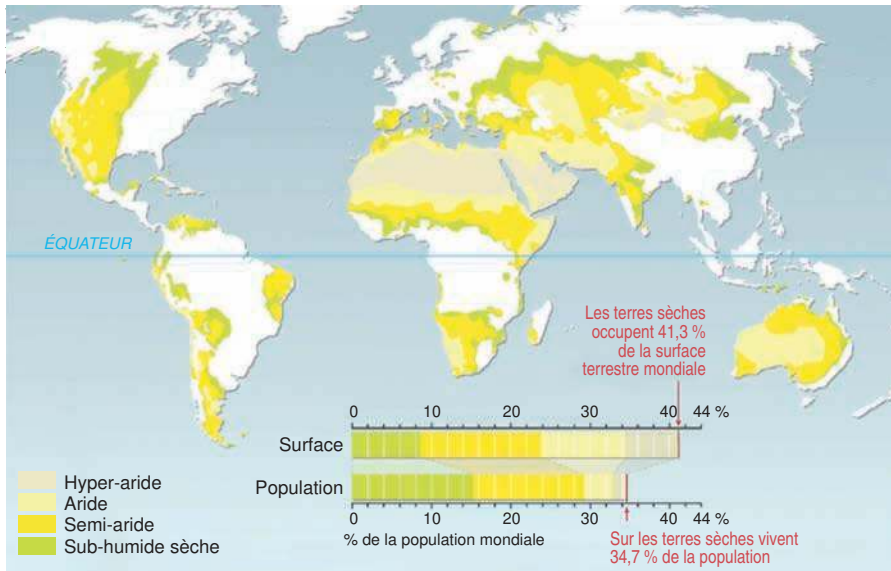 ÉQUATEUR
Les terres sèches
occupent 41,3 %
de la surface
terrestre mondiale
0 10 20 30 40 44 %
Surface
Population
0 10 20 30 40 44 %
% de la population mondiale
Sur les terres sèches vivent
34,7 % de la population
Hyper-aride
Aride
Semi-aride
Sub-humide sèche